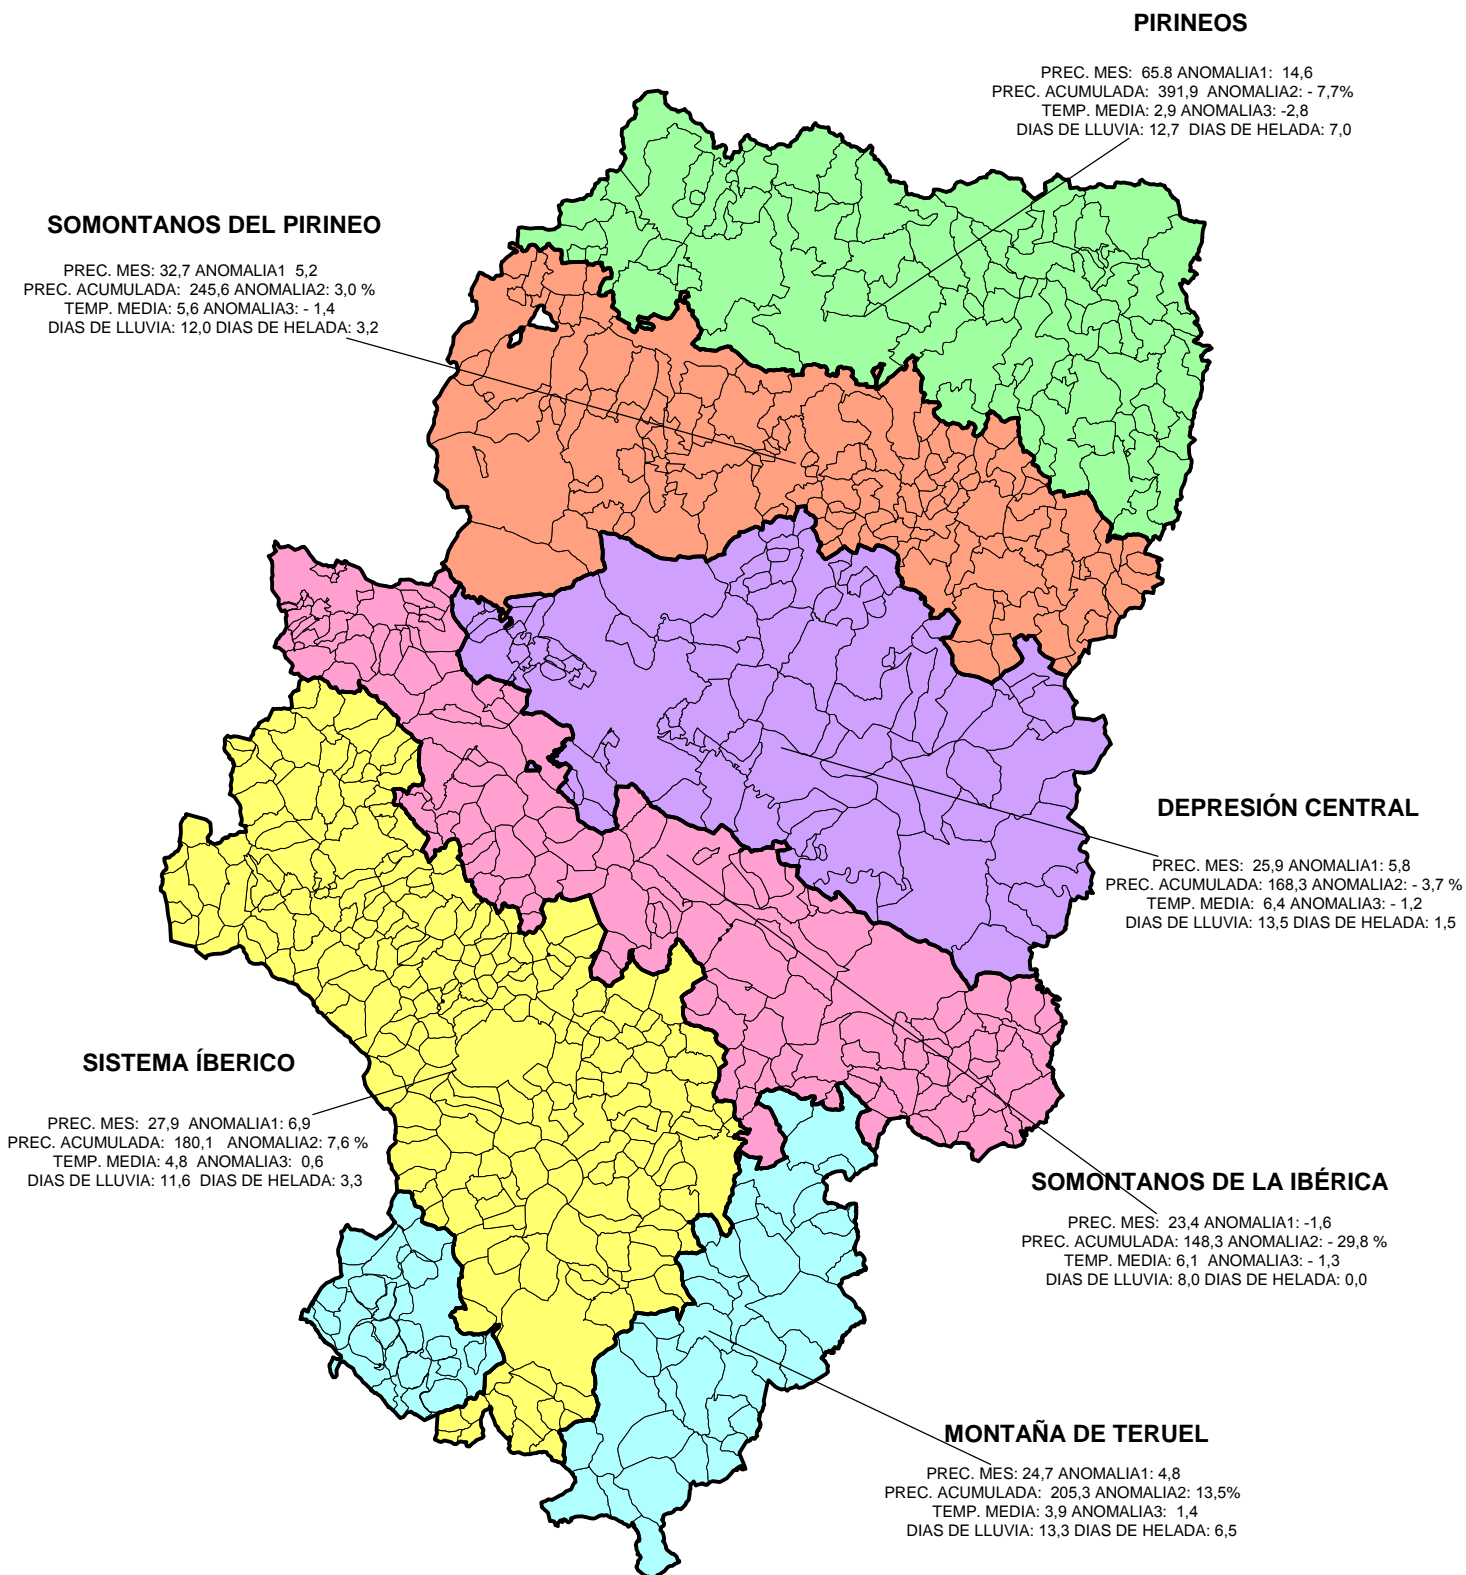 PIRINEOS
PREC. MES: 65.8 ANOMALIA1: 14,6
PREC. ACUMULADA: 391,9 ANOMALIA2: - 7,7%
TEMP. MEDIA: 2,9 ANOMALIA3: -2,8
DIAS DE LLUVIA: 12,7 DIAS DE HELADA: 7,0
SOMONTANOS DEL PIRINEO
PREC. MES: 32,7 ANOMALIA1 5,2
PREC. ACUMULADA: 245,6 ANOMALIA2: 3,0 %
TEMP. MEDIA: 5,6 ANOMALIA3: - 1,4
DIAS DE LLUVIA: 12,0 DIAS DE HELADA: 3,2
DEPRESIÓN CENTRAL
PREC. MES: 25,9 ANOMALIA1: 5,8
PREC. ACUMULADA: 168,3 ANOMALIA2: - 3,7 %
TEMP. MEDIA: 6,4 ANOMALIA3: - 1,2
DIAS DE LLUVIA: 13,5 DIAS DE HELADA: 1,5
SISTEMA ÍBERICO
PREC. MES: 27,9 ANOMALIA1: 6,9
PREC. ACUMULADA: 180,1 ANOMALIA2: 7,6 %
TEMP. MEDIA: 4,8 ANOMALIA3: 0,6
DIAS DE LLUVIA: 11,6 DIAS DE HELADA: 3,3
SOMONTANOS DE LA IBÉRICA
PREC. MES: 23,4 ANOMALIA1: -1,6
PREC. ACUMULADA: 148,3 ANOMALIA2: - 29,8 %
TEMP. MEDIA: 6,1 ANOMALIA3: - 1,3
DIAS DE LLUVIA: 8,0 DIAS DE HELADA: 0,0
MONTAÑA DE TERUEL
PREC. MES: 24,7 ANOMALIA1: 4,8
PREC. ACUMULADA: 205,3 ANOMALIA2: 13,5%
TEMP. MEDIA: 3,9 ANOMALIA3: 1,4
DIAS DE LLUVIA: 13,3 DIAS DE HELADA: 6,5